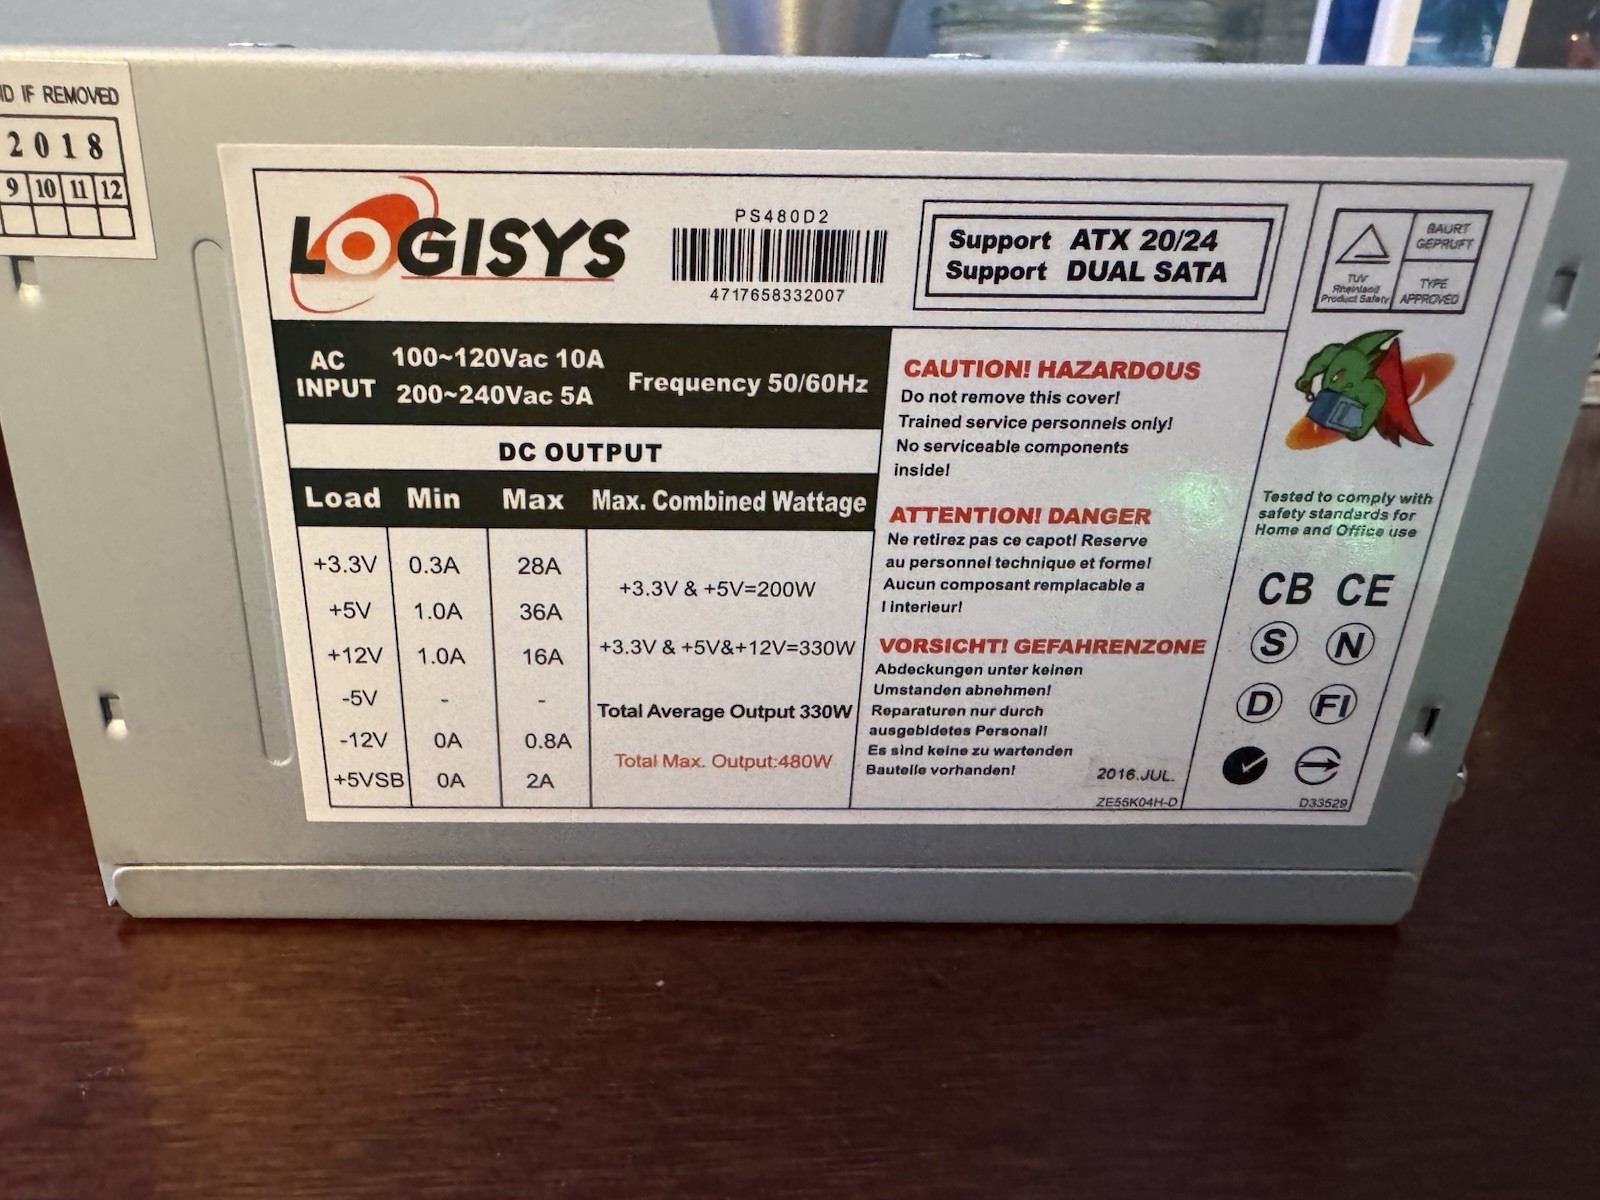 ID IF REMOVED
2018
9 10 11 12
LOGISYS
PS480D2
4717658332007
Support ATX 20/24
Support DUAL SATA
TUV
Rheinland
Product Safety
BAURT
GEPRUFT
TYPE
APPROVED
AC
INPUT
100~120Vac 10A
200~240Vac 5A
Frequency 50/60Hz
DC OUTPUT
Load Min Max Max. Combined Wattage
+3.3V 0.3A 28A
+5V 1.0A 36A
+12V 1.0A 16A
-5V - -
-12V 0A 0.8A
+5VSB 0A 2A
+3.3V & +5V=200W
+3.3V & +5V&+12V=330W
Total Average Output 330W
Total Max. Output:480W
CAUTION! HAZARDOUS
Do not remove this cover!
Trained service personnels only!
No serviceable components
inside!
ATTENTION! DANGER
Ne retirez pas ce capot! Reserve
au personnel technique et forme!
Aucun composant remplacable a
l interieur!
VORSICHT! GEFAHRENZONE
Abdeckungen unter keinen
Umstanden abnehmen!
Reparaturen nur durch
ausgebidetes Personal!
Es sind keine zu wartenden
Bauteile vorhanden!
2016.JUL.
ZE55K04H-D
Tested to comply with
safety standards for
Home and Office use
CB CE
S N
D FI
D33529